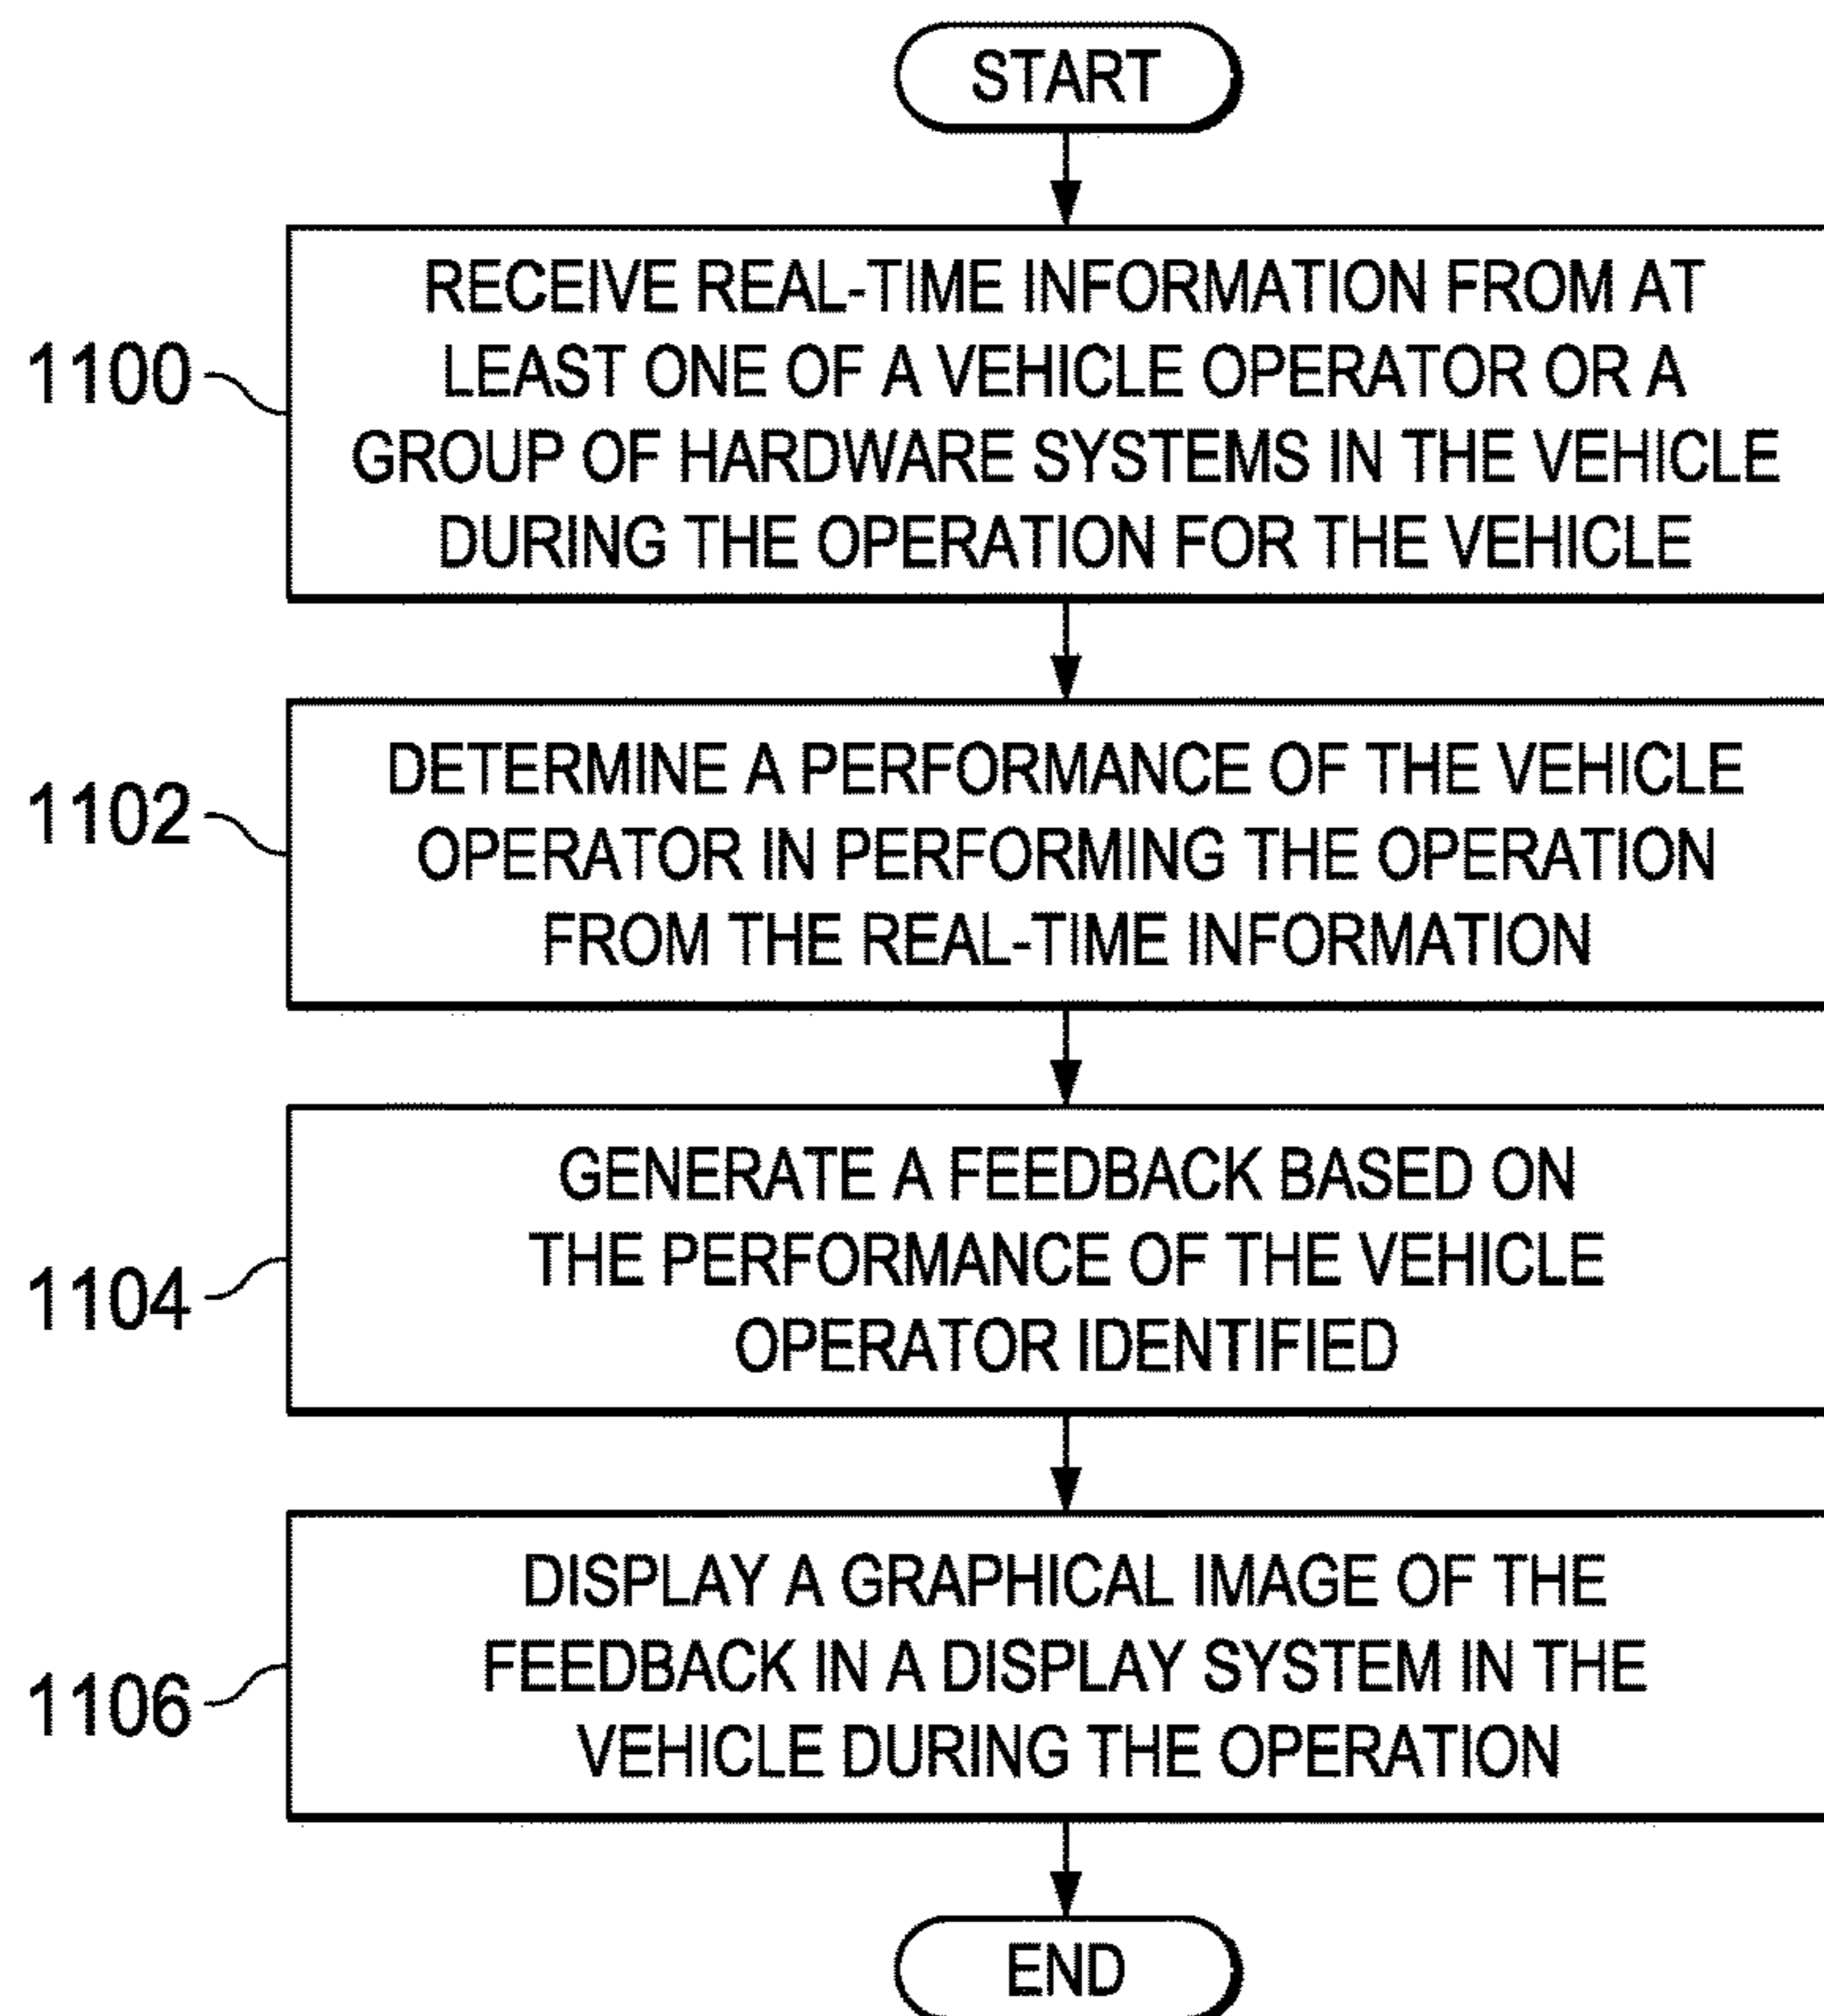 START
1100
RECEIVE REAL-TIME INFORMATION FROM AT
LEAST ONE OF A VEHICLE OPERATOR OR A
GROUP OF HARDWARE SYSTEMS IN THE VEHICLE
DURING THE OPERATION FOR THE VEHICLE
1102
DETERMINE A PERFORMANCE OF THE VEHICLE
OPERATOR IN PERFORMING THE OPERATION
FROM THE REAL-TIME INFORMATION
1104
GENERATE A FEEDBACK BASED ON
THE PERFORMANCE OF THE VEHICLE
OPERATOR IDENTIFIED
1106
DISPLAY A GRAPHICAL IMAGE OF THE
FEEDBACK IN A DISPLAY SYSTEM IN THE
VEHICLE DURING THE OPERATION
END